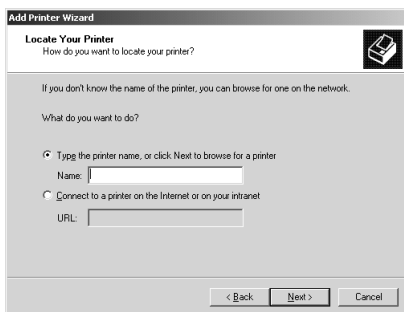 Add Printer Wizard
Locate Your Printer
How do you want to locate your printer?
If you don't know the name of the printer, you can browse for one on the network.
What do you want to do?
Type the printer name, or click Next to browse for a printer
Name:
Connect to a printer on the Internet or on your intranet
URL:
< Back Next > Cancel